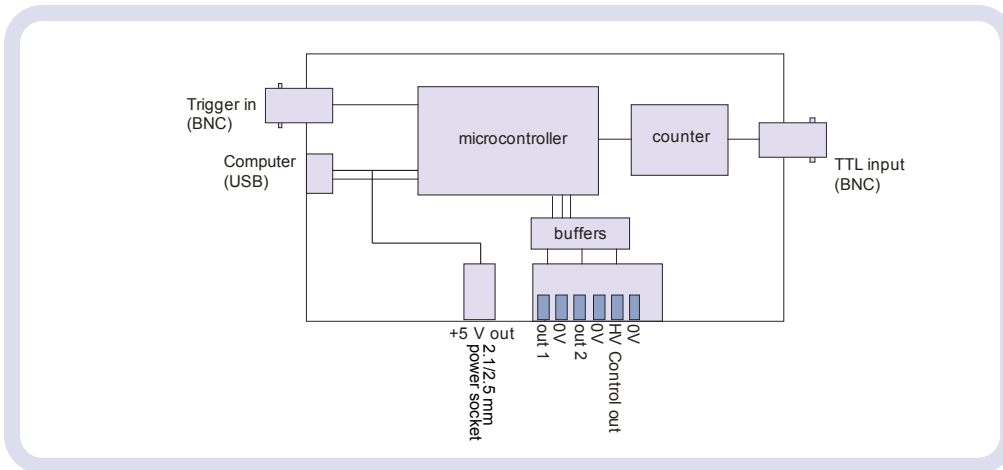 Trigger in
(BNC)
microcontroller
counter
Computer
(USB)
TTL input
(BNC)
buffers
+5 V out
2.1/2.5 mm
power socket
out 1
0V
out 2
0V
HV Control out
0V